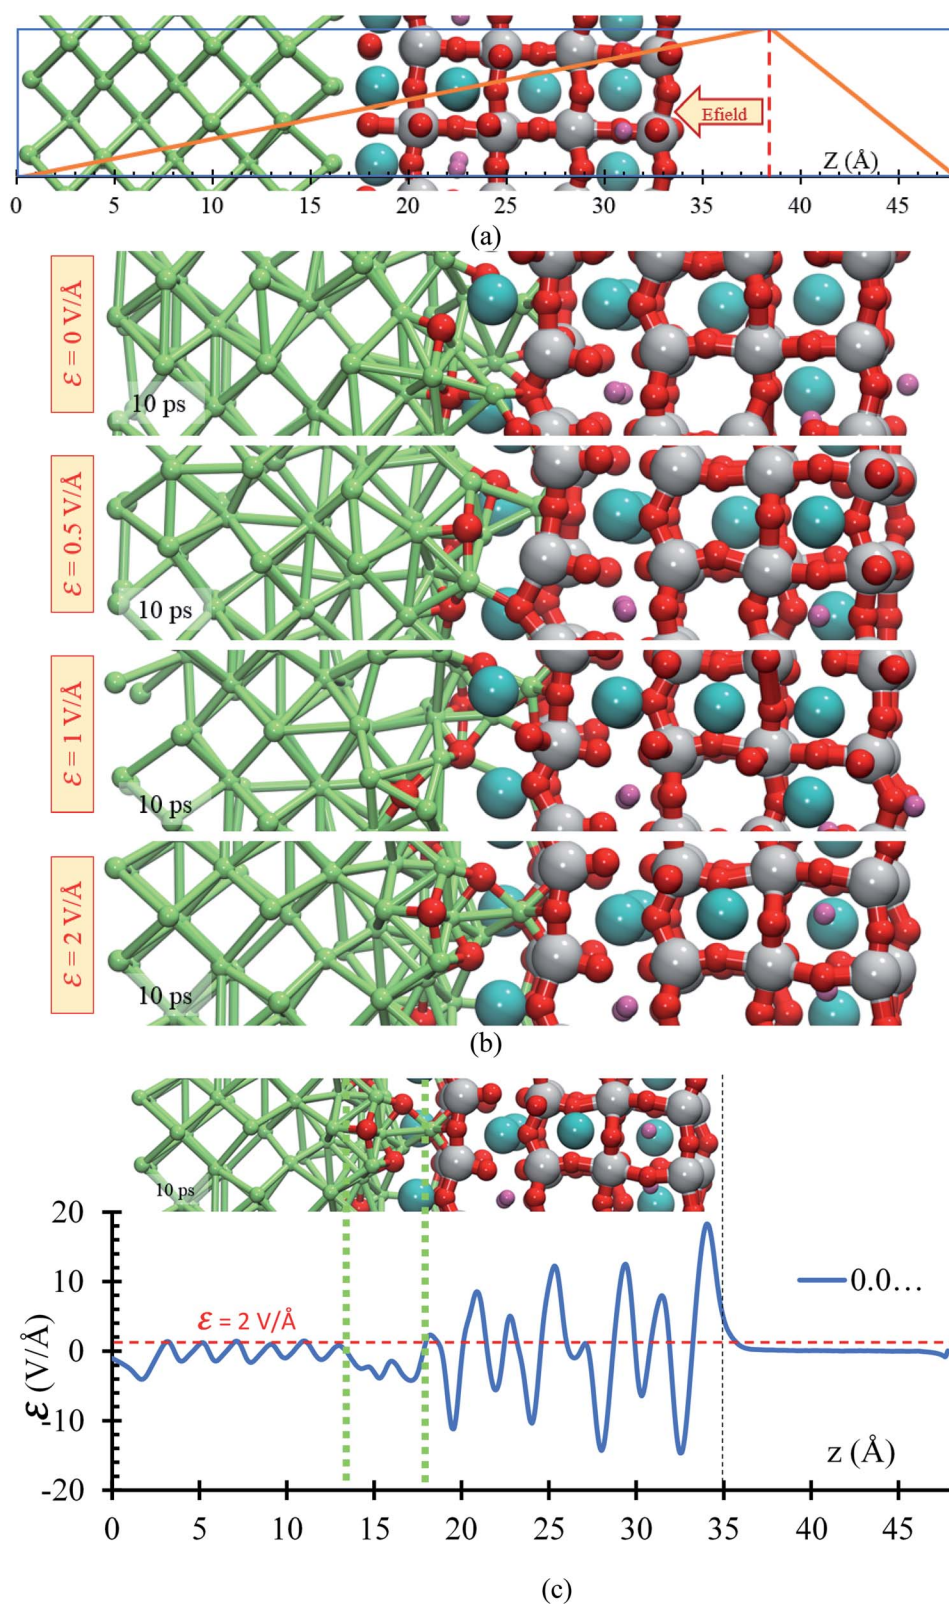 Efield
Z (Å)
0 5 10 15 20 25 30 35 40 45
(a)
ℰ = 0 V/Å
10 ps
ℰ = 0.5 V/Å
10 ps
ℰ = 1 V/Å
10 ps
ℰ = 2 V/Å
10 ps
(b)
10 ps
20
10
0
-10
-20
ℰ (V/Å)
ℰ = 2 V/Å
0.0…
z (Å)
0 5 10 15 20 25 30 35 40 45
(c)